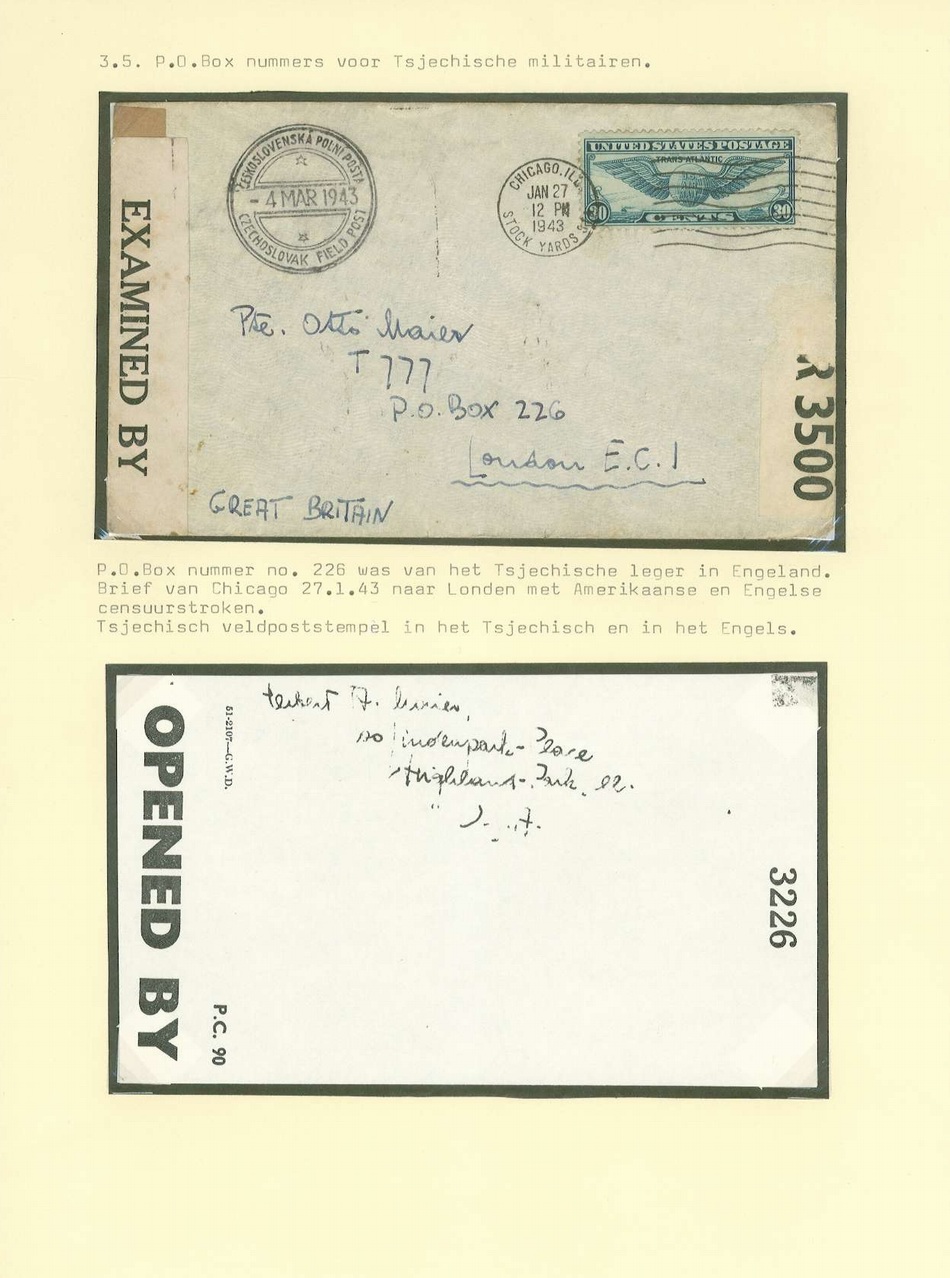 3.5. P.O.Box nummers voor Tsjechische militairen.
ČESKOSLOVENSKÁ POLNÍ POŠTA
- 4 MAR 1943
CZECHOSLOVAK FIELD POST
CHICAGO, ILL.
JAN 27
12 PM
1943
STOCK YARDS
UNITED STATES POSTAGE
TRANS-ATLANTIC
30 CENTS 30
EXAMINED BY
R 3500
Pte. Otto Maier
T 777
P.O. Box 226
London E.C.1
GREAT BRITAIN
P.O.Box nummer no. 226 was van het Tsjechische leger in Engeland.
Brief van Chicago 27.1.43 naar Londen met Amerikaanse en Engelse
censuurstroken.
Tsjechisch veldpoststempel in het Tsjechisch en in het Engels.
OPENED BY
51-2107—G.W.D.
P.C. 90
Highland-Park
3226